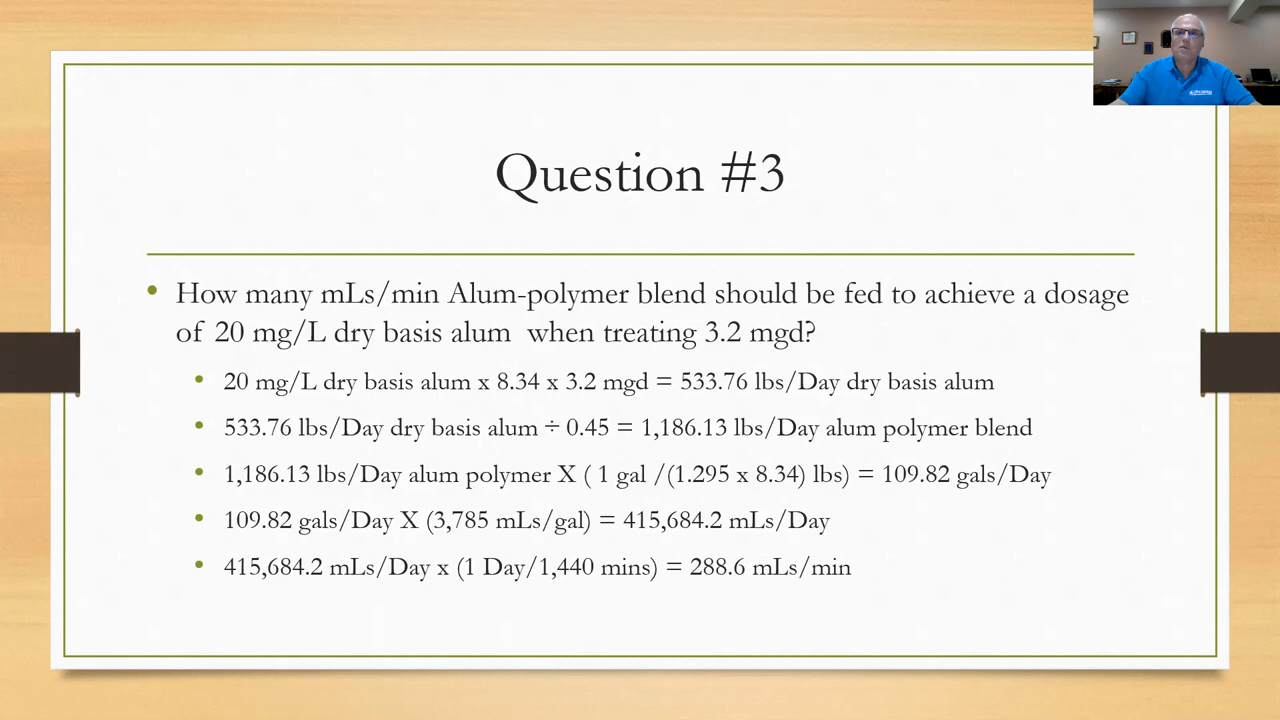 Question #3
• How many mLs/min Alum-polymer blend should be fed to achieve a dosage
of 20 mg/L dry basis alum when treating 3.2 mgd?
• 20 mg/L dry basis alum x 8.34 x 3.2 mgd = 533.76 lbs/Day dry basis alum
• 533.76 lbs/Day dry basis alum ÷ 0.45 = 1,186.13 lbs/Day alum polymer blend
• 1,186.13 lbs/Day alum polymer X ( 1 gal /(1.295 x 8.34) lbs) = 109.82 gals/Day
• 109.82 gals/Day X (3,785 mLs/gal) = 415,684.2 mLs/Day
• 415,684.2 mLs/Day x (1 Day/1,440 mins) = 288.6 mLs/min